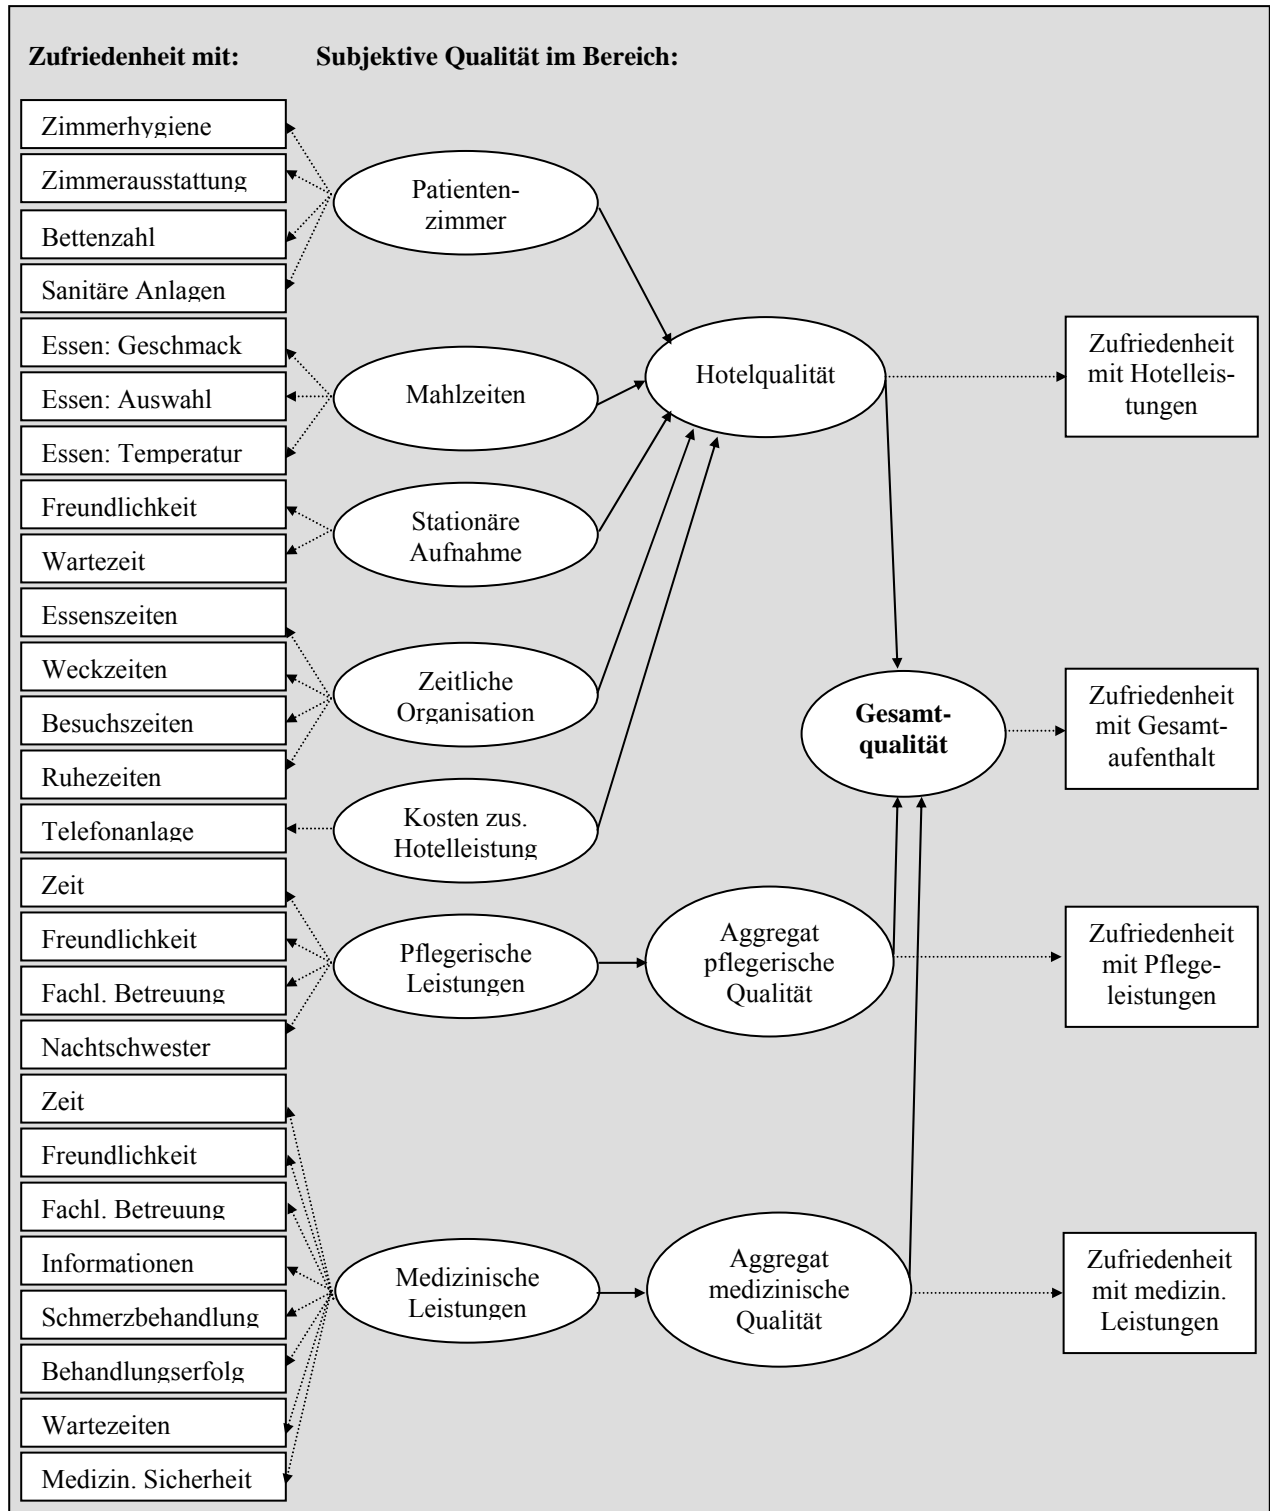 Zufriedenheit mit:
Subjektive Qualität im Bereich:
Zimmerhygiene
Zimmerausstattung
Bettenzahl
Sanitäre Anlagen
Essen: Geschmack
Essen: Auswahl
Essen: Temperatur
Freundlichkeit
Wartezeit
Essenszeiten
Weckzeiten
Besuchszeiten
Ruhezeiten
Telefonanlage
Zeit
Freundlichkeit
Fachl. Betreuung
Nachtschwester
Zeit
Freundlichkeit
Fachl. Betreuung
Informationen
Schmerzbehandlung
Behandlungserfolg
Wartezeiten
Medizin. Sicherheit
Patienten-
zimmer
Mahlzeiten
Stationäre
Aufnahme
Zeitliche
Organisation
Kosten zus.
Hotelleistung
Pflegerische
Leistungen
Medizinische
Leistungen
Hotelqualität
Gesamt-
qualität
Aggregat
pflegerische
Qualität
Aggregat
medizinische
Qualität
Zufriedenheit
mit Hotelleis-
tungen
Zufriedenheit
mit Gesamt-
aufenthalt
Zufriedenheit
mit Pflege-
leistungen
Zufriedenheit
mit medizin.
Leistungen